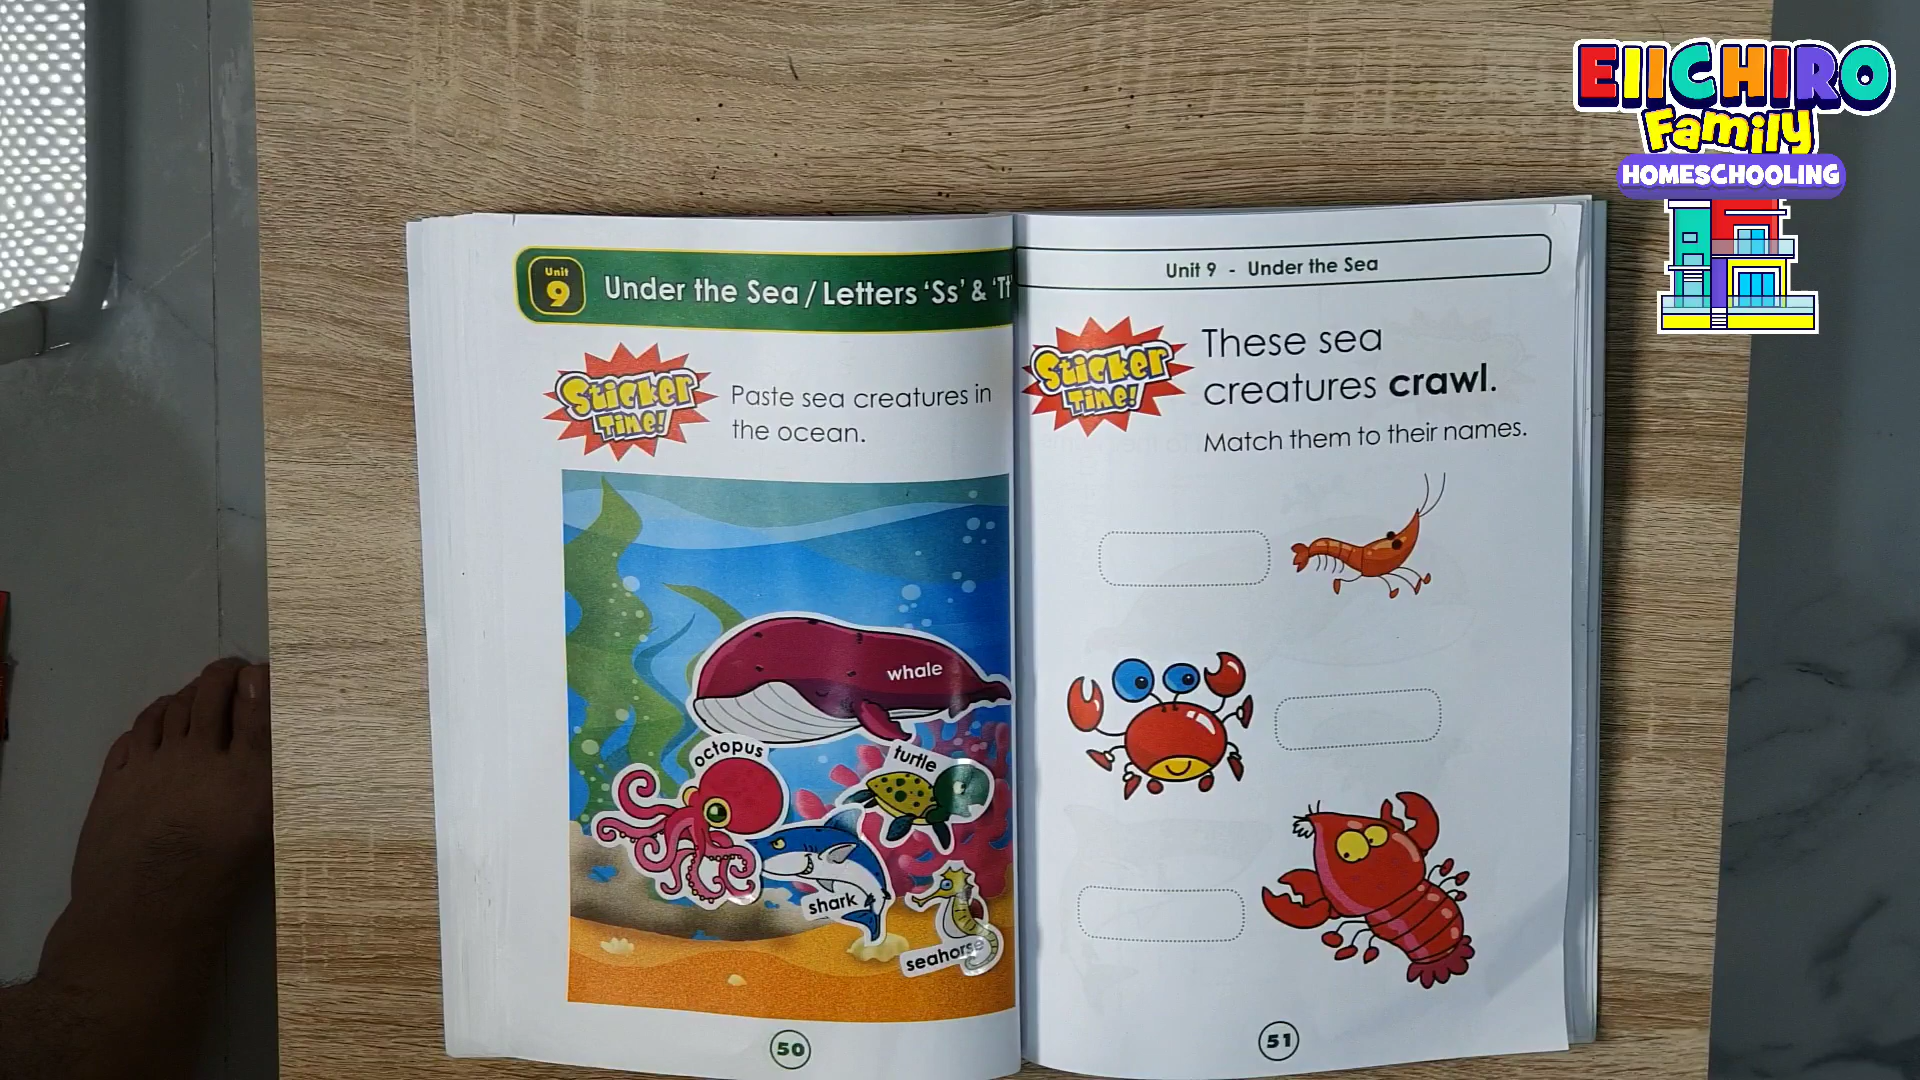 EIICHIRO
Family
HOMESCHOOLING
Unit
9
Under the Sea / Letters ‘Ss’ & ‘Tt’
Sticker
Time!
Paste sea creatures in
the ocean.
whale
octopus
turtle
shark
seahorse
50
Unit 9 - Under the Sea
Sticker
Time!
These sea
creatures crawl.
Match them to their names.
51